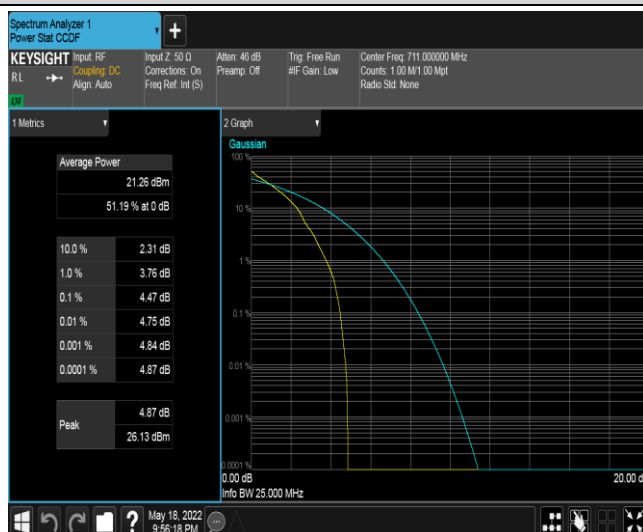 Spectrum Analyzer 1
Power Stat CCDF
+
KEYSIGHT
RL
Input: RF
Coupling: DC
Align: Auto
Input Z: 50 Ω
Corrections: On
Freq Ref: Int (S)
Atten: 46 dB
Preamp: Off
Trig: Free Run
#IF Gain: Low
Center Freq: 711.000000 MHz
Counts: 1.00 M/1.00 Mpt
Radio Std: None
1 Metrics
Average Power
21.26 dBm
51.19 % at 0 dB
10.0 % 2.31 dB
1.0 % 3.76 dB
0.1 % 4.47 dB
0.01 % 4.75 dB
0.001 % 4.84 dB
0.0001 % 4.87 dB
Peak
4.87 dB
26.13 dBm
2 Graph
Gaussian
100 %
10 %
1 %
0.1 %
0.01 %
0.001 %
0.0001 %
0.00 dB
20.00 d
Info BW 25.000 MHz
?
May 18, 2022
9:56:18 PM